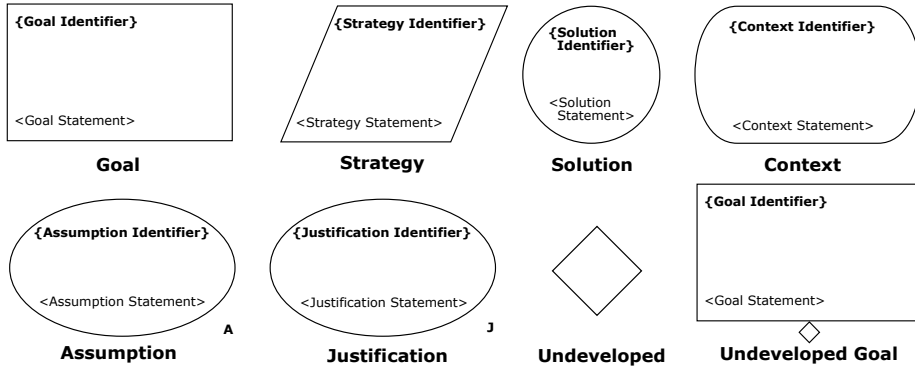 {Goal Identifier}
<Goal Statement>
Goal
{Strategy Identifier}
<Strategy Statement>
Strategy
{Solution
Identifier}
<Solution
Statement>
Solution
{Context Identifier}
<Context Statement>
Context
{Assumption Identifier}
<Assumption Statement>
A
Assumption
{Justification Identifier}
<Justification Statement>
J
Justification
Undeveloped
{Goal Identifier}
<Goal Statement>
Undeveloped Goal